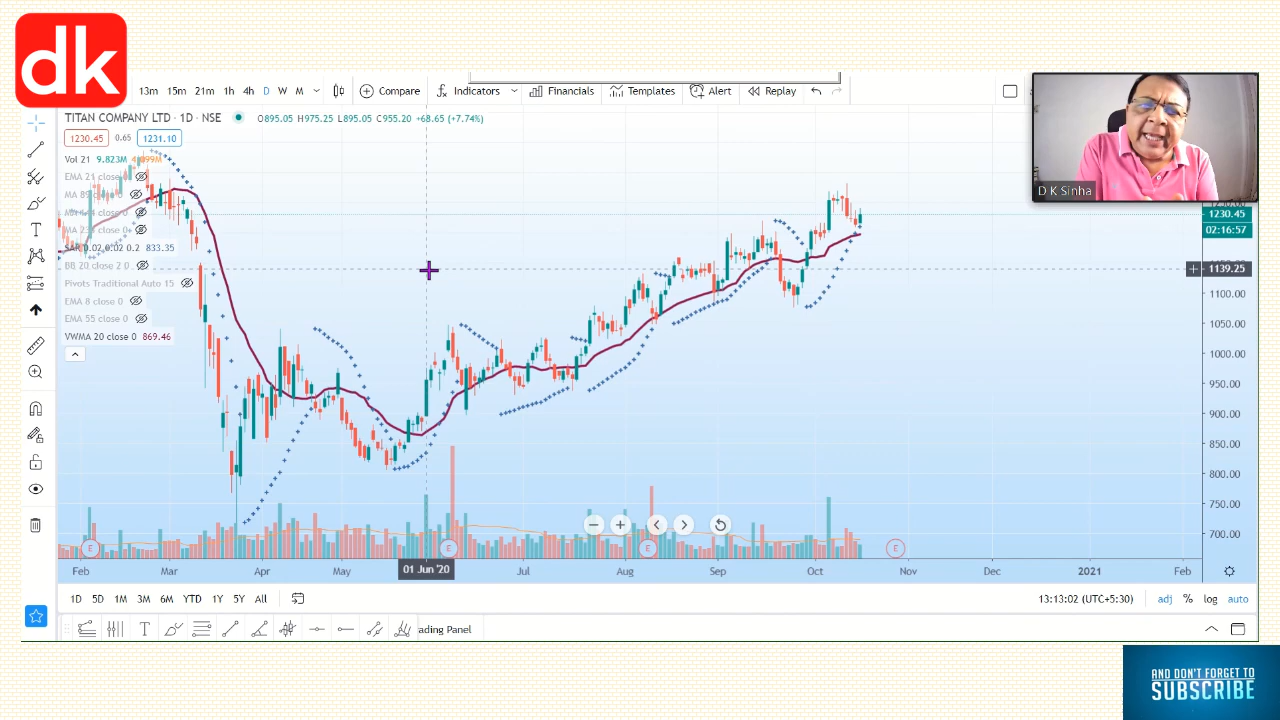 dk
13m 15m 21m 1h 4h D W M Compare Indicators Financials Templates Alert Replay
TITAN COMPANY LTD · 1D · NSE O895.05 H975.25 L895.05 C955.20 +68.65 (+7.74%)
1230.45 0.65 1231.10
Vol 21 9.823M
EMA 21 close 0
SAR 0.02 0.02 0.2 833.35
BB 20 close 2 0
Pivots Traditional Auto 15
EMA 8 close 0
EMA 55 close 0
VWMA 20 close 0 869.46
D K Sinha
1230.45
02:16:57
1139.25
1100.00
1050.00
1000.00
950.00
900.00
850.00
800.00
750.00
700.00
E E E E
Feb Mar Apr May 01 Jun '20 Jul Aug Sep Oct Nov Dec 2021 Feb
1D 5D 1M 3M 6M YTD 1Y 5Y All 13:13:02 (UTC+5:30) adj % log auto
ading Panel
AND DON'T FORGET TO
SUBSCRIBE